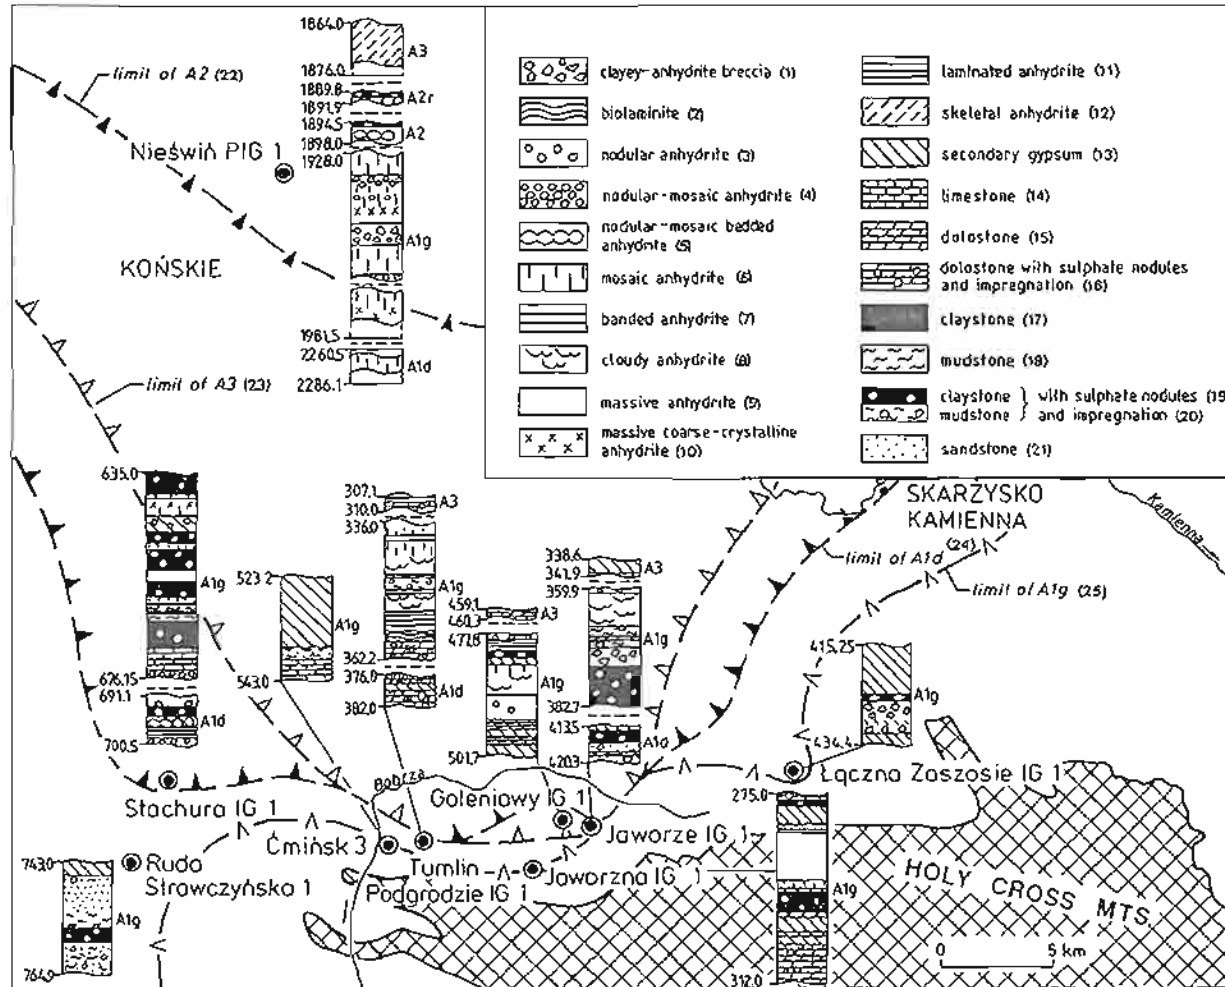 1864.0
A3
1876.0
1889.8
A2r
1891.9
1894.5
A2
1898.0
1928.0
A1g
1981.5
2260.5
A1d
2286.1
limit of A2 (22)
Nieświń PIG 1
KOŃSKIE
limit of A3 (23)
clayey-anhydrite breccia (1)
biolaminite (2)
nodular anhydrite (3)
nodular-mosaic anhydrite (4)
nodular-mosaic bedded
anhydrite (5)
mosaic anhydrite (6)
banded anhydrite (7)
cloudy anhydrite (8)
massive anhydrite (9)
massive coarse-crystalline
anhydrite (10)
laminated anhydrite (11)
skeletal anhydrite (12)
secondary gypsum (13)
limestone (14)
dolostone (15)
dolostone with sulphate nodules
and impregnation (16)
claystone (17)
mudstone (18)
claystone } with sulphate nodules (19)
mudstone } and impregnation (20)
sandstone (21)
635.0
A1g
676.15
691.1
A1d
700.5
523.2
A1g
543.0
307.1
A3
310.0
336.0
A1g
362.2
376.0
A1d
382.0
459.1
A3
460.3
477.8
A1g
501.7
338.6
A3
341.9
359.9
A1g
382.7
413.5
A1d
420.3
SKARŻYSKO
KAMIENNA
Kamienna
limit of A1d
(24)
limit of A1g (25)
415.25
A1g
434.4
Stachura IG 1
Bobrza
Goleniowy IG 1
Łączna Zaszosie IG 1
Ćmińsk 3
Jaworze IG 1
Ruda
Strawczyńska 1
Tumlin
Podgrodzie IG 1
Jaworzna IG 1
743.0
A1g
764.9
275.0
A1g
312.0
HOLY CROSS MTS.
0 5 km